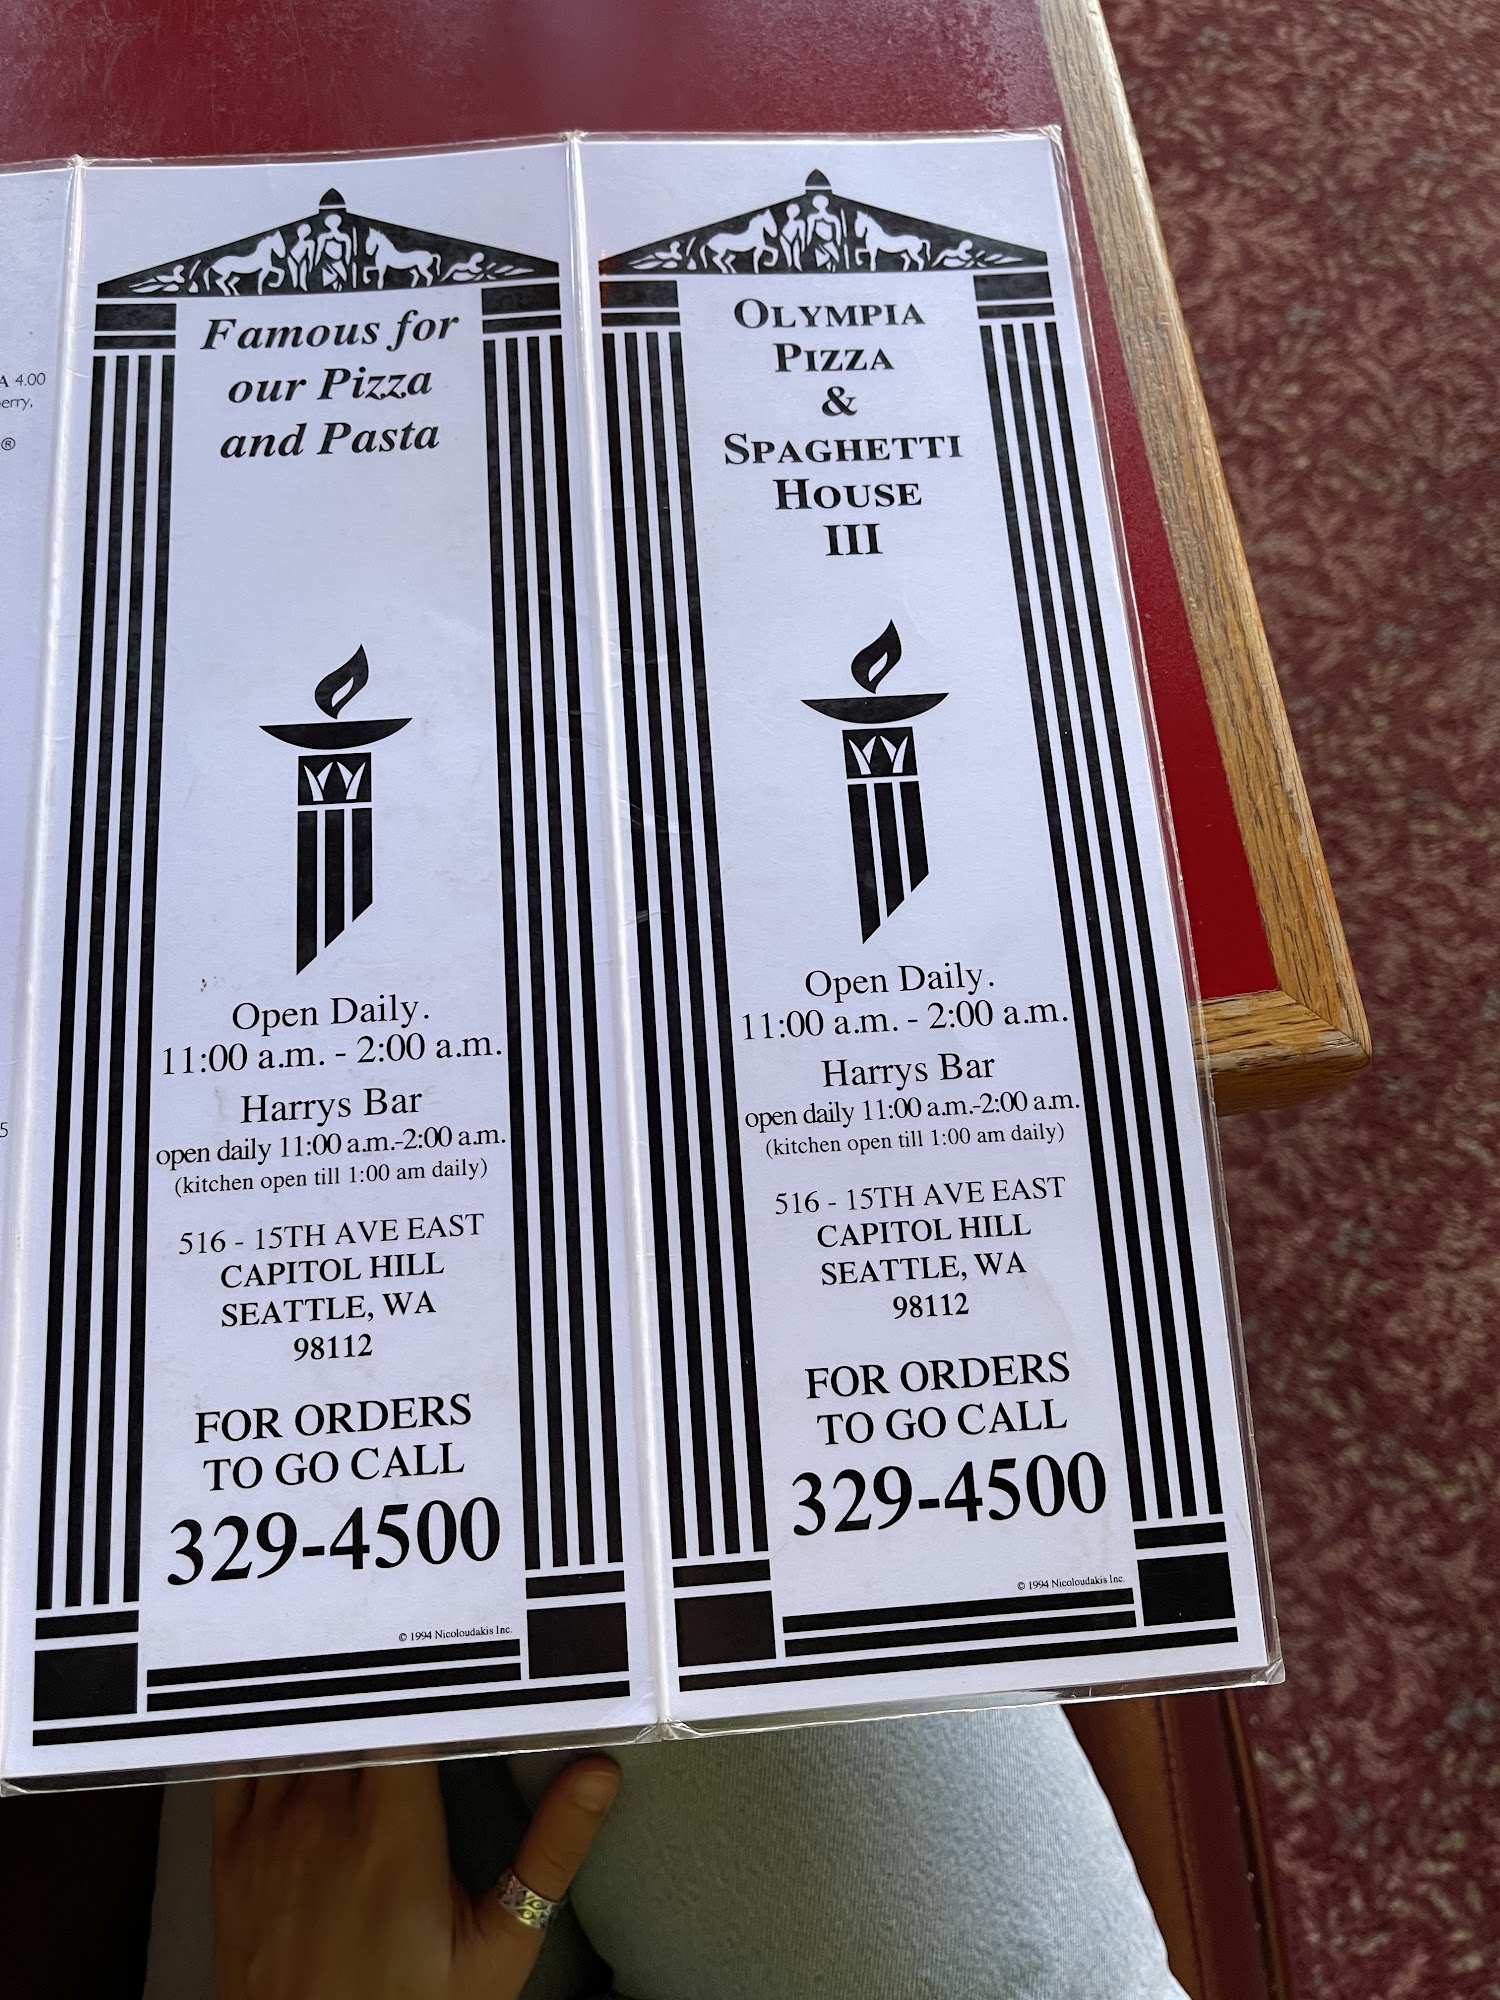 A 4.00
erry,
®
5
Famous for
our Pizza
and Pasta
Open Daily.
11:00 a.m. - 2:00 a.m.
Harrys Bar
open daily 11:00 a.m.-2:00 a.m.
(kitchen open till 1:00 am daily)
516 - 15TH AVE EAST
CAPITOL HILL
SEATTLE, WA
98112
FOR ORDERS
TO GO CALL
329-4500
© 1994 Nicoloudakis Inc.
OLYMPIA
PIZZA
&
SPAGHETTI
HOUSE
III
Open Daily.
11:00 a.m. - 2:00 a.m.
Harrys Bar
open daily 11:00 a.m.-2:00 a.m.
(kitchen open till 1:00 am daily)
516 - 15TH AVE EAST
CAPITOL HILL
SEATTLE, WA
98112
FOR ORDERS
TO GO CALL
329-4500
© 1994 Nicoloudakis Inc.